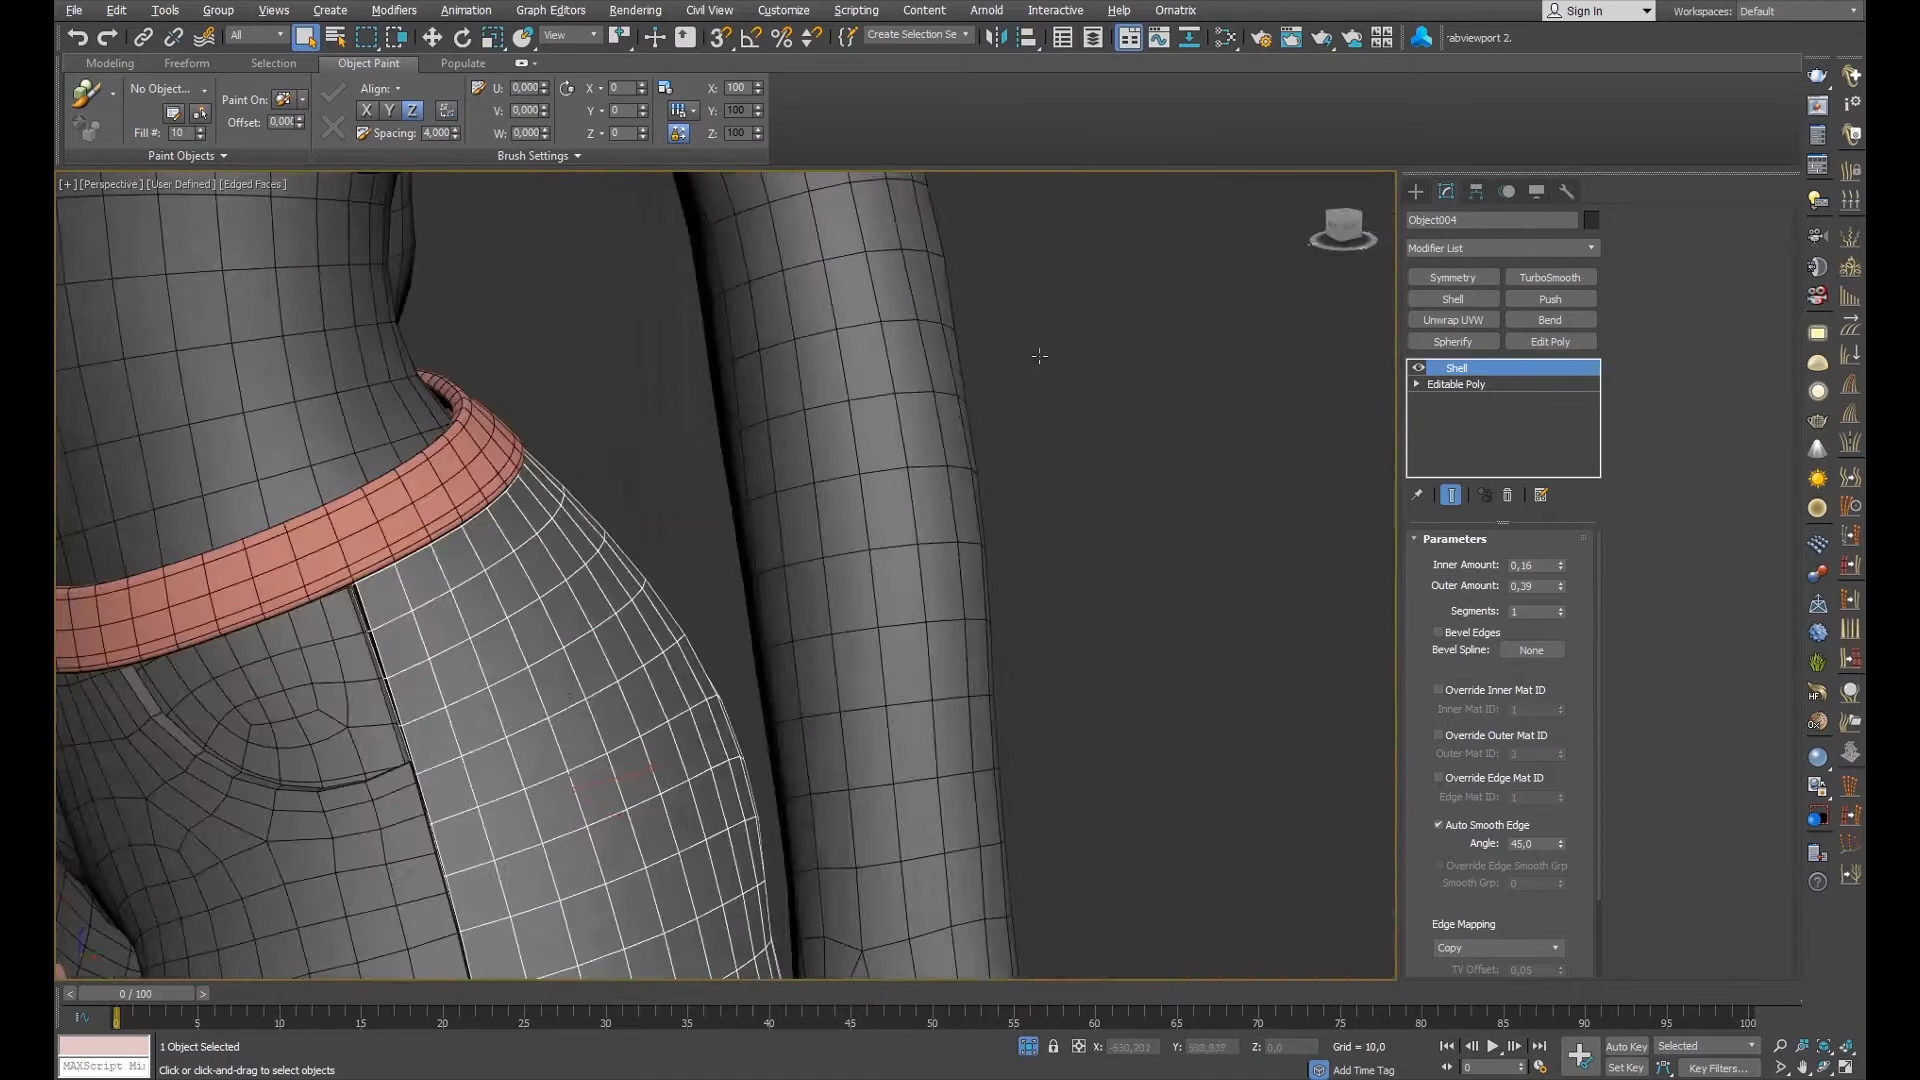 File Edit Tools Group Views Create Modifiers Animation Graph Editors Rendering Civil View Customize Scripting Content Arnold Interactive Help Ornatrix Sign In Workspaces: Default
All View Create Selection Se abviewport 2.
Modeling Freeform Selection Object Paint Populate
No Object... Paint On: Align: U: 0,000 X 0 X: 100
Offset: 0,000 X Y Z V: 0,000 Y 0 Y: 100
Fill #: 10 Spacing: 4,000 W: 0,000 Z 0 Z: 100
Paint Objects Brush Settings
[+] [Perspective ] [User Defined ] [Edged Faces ]
Object004
Modifier List
Symmetry TurboSmooth
Shell Push
Unwrap UVW Bend
Spherify Edit Poly
Shell
Editable Poly
Parameters
Inner Amount: 0,16
Outer Amount: 0,39
Segments: 1
Bevel Edges
Bevel Spline: None
Override Inner Mat ID
Inner Mat ID: 1
Override Outer Mat ID
Outer Mat ID: 3
Override Edge Mat ID
Edge Mat ID: 1
Auto Smooth Edge
Angle: 45,0
Override Edge Smooth Grp
Smooth Grp: 0
Edge Mapping
Copy
TV Offset: 0,05
< 0 / 100 >
0 5 10 15 20 25 30 35 40 45 50 55 60 65 70 75 80 85 90 95 100
1 Object Selected X: Y: Z: 0,0 Grid = 10,0 Auto Key Selected
MAXScript Mi: Click or click-and-drag to select objects Add Time Tag 0 Set Key Key Filters...